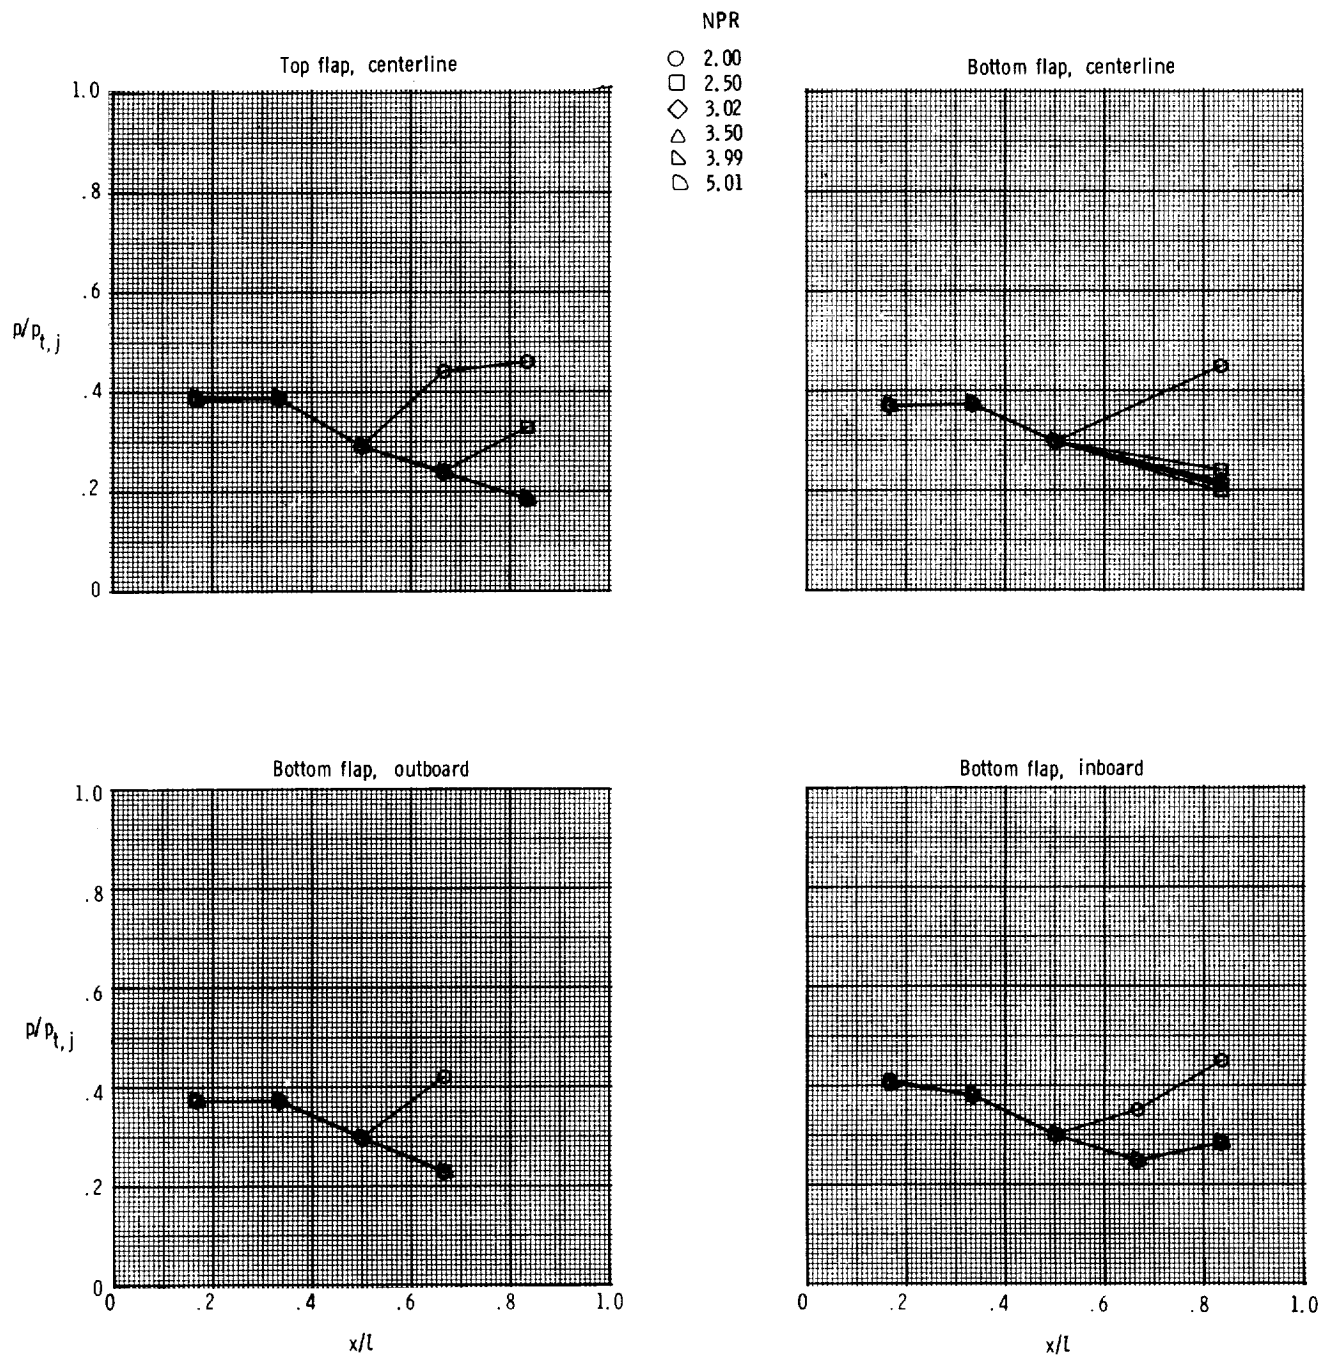 NPR
2.00
2.50
3.02
3.50
3.99
5.01
Top flap, centerline
1.0
.8
.6
.4
.2
0
p/p_t,j
Bottom flap, centerline
Bottom flap, outboard
1.0
.8
.6
.4
.2
0
p/p_t,j
0 .2 .4 .6 .8 1.0
x/l
Bottom flap, inboard
0 .2 .4 .6 .8 1.0
x/l